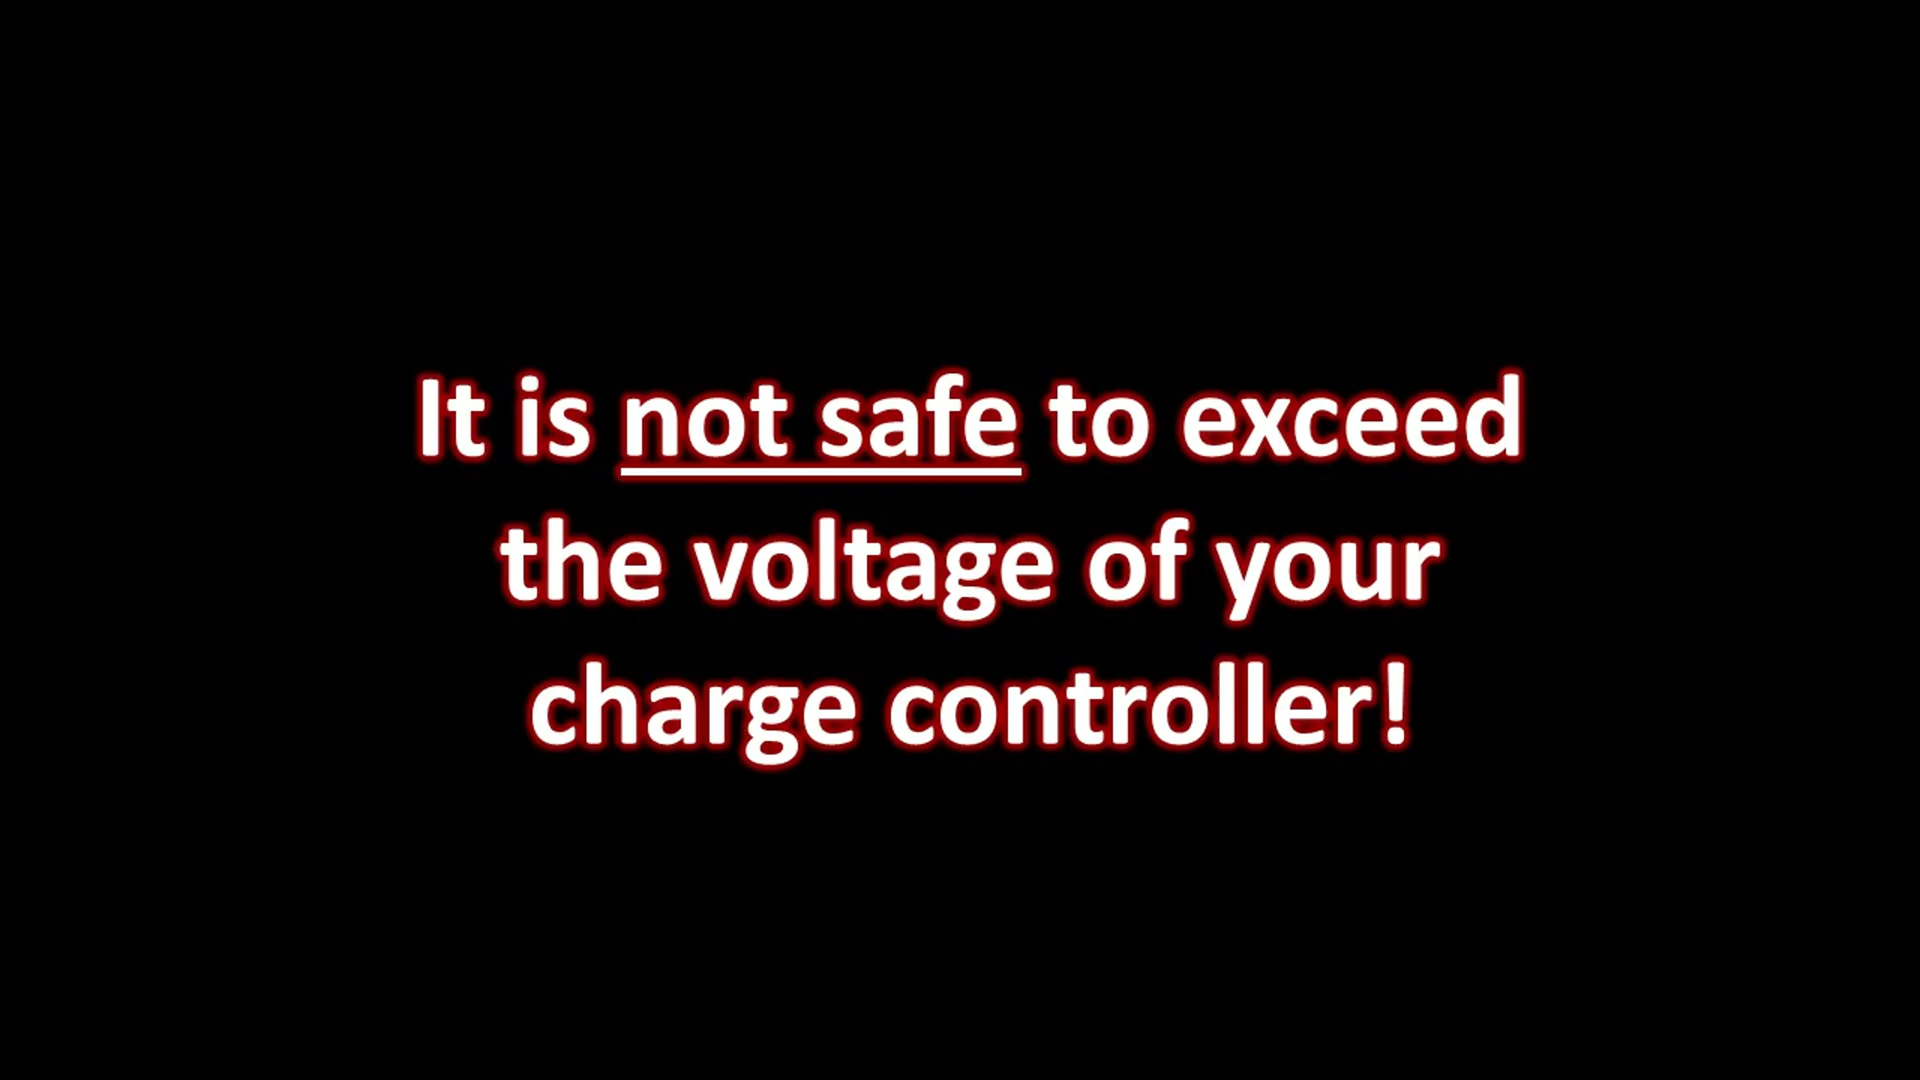 It is not safe to exceed
the voltage of your
charge controller!